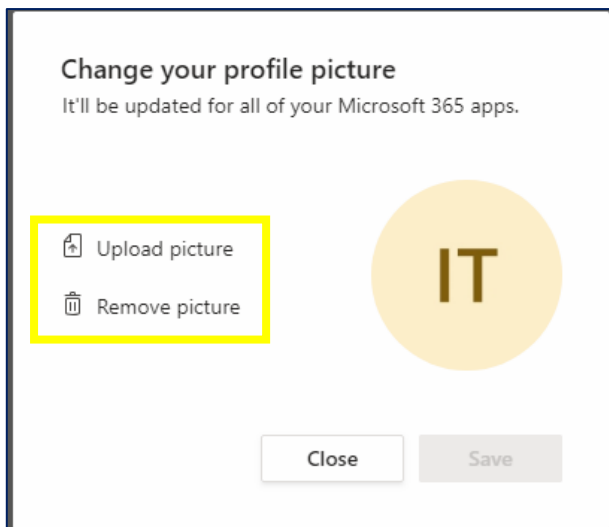 Change your profile picture
It'll be updated for all of your Microsoft 365 apps.
Upload picture
IT
Remove picture
Close Save